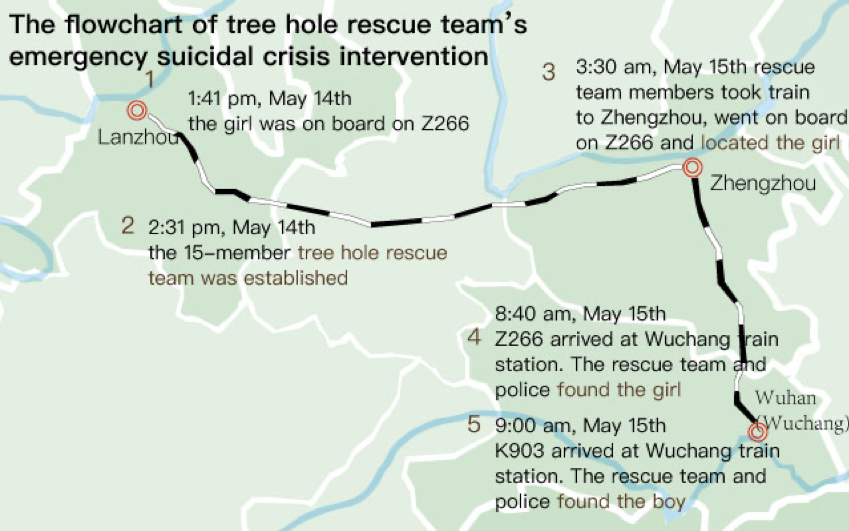 The flowchart of tree hole rescue team's
emergency suicidal crisis intervention
1
1:41 pm, May 14th
the girl was on board on Z266
Lanzhou
2
2:31 pm, May 14th
the 15-member tree hole rescue
team was established
3
3:30 am, May 15th rescue
team members took train
to Zhengzhou, went on board
on Z266 and located the girl
Zhengzhou
4
8:40 am, May 15th
Z266 arrived at Wuchang train
station. The rescue team and
police found the girl
Wuhan
(Wuchang)
5
9:00 am, May 15th
K903 arrived at Wuchang train
station. The rescue team and
police found the boy